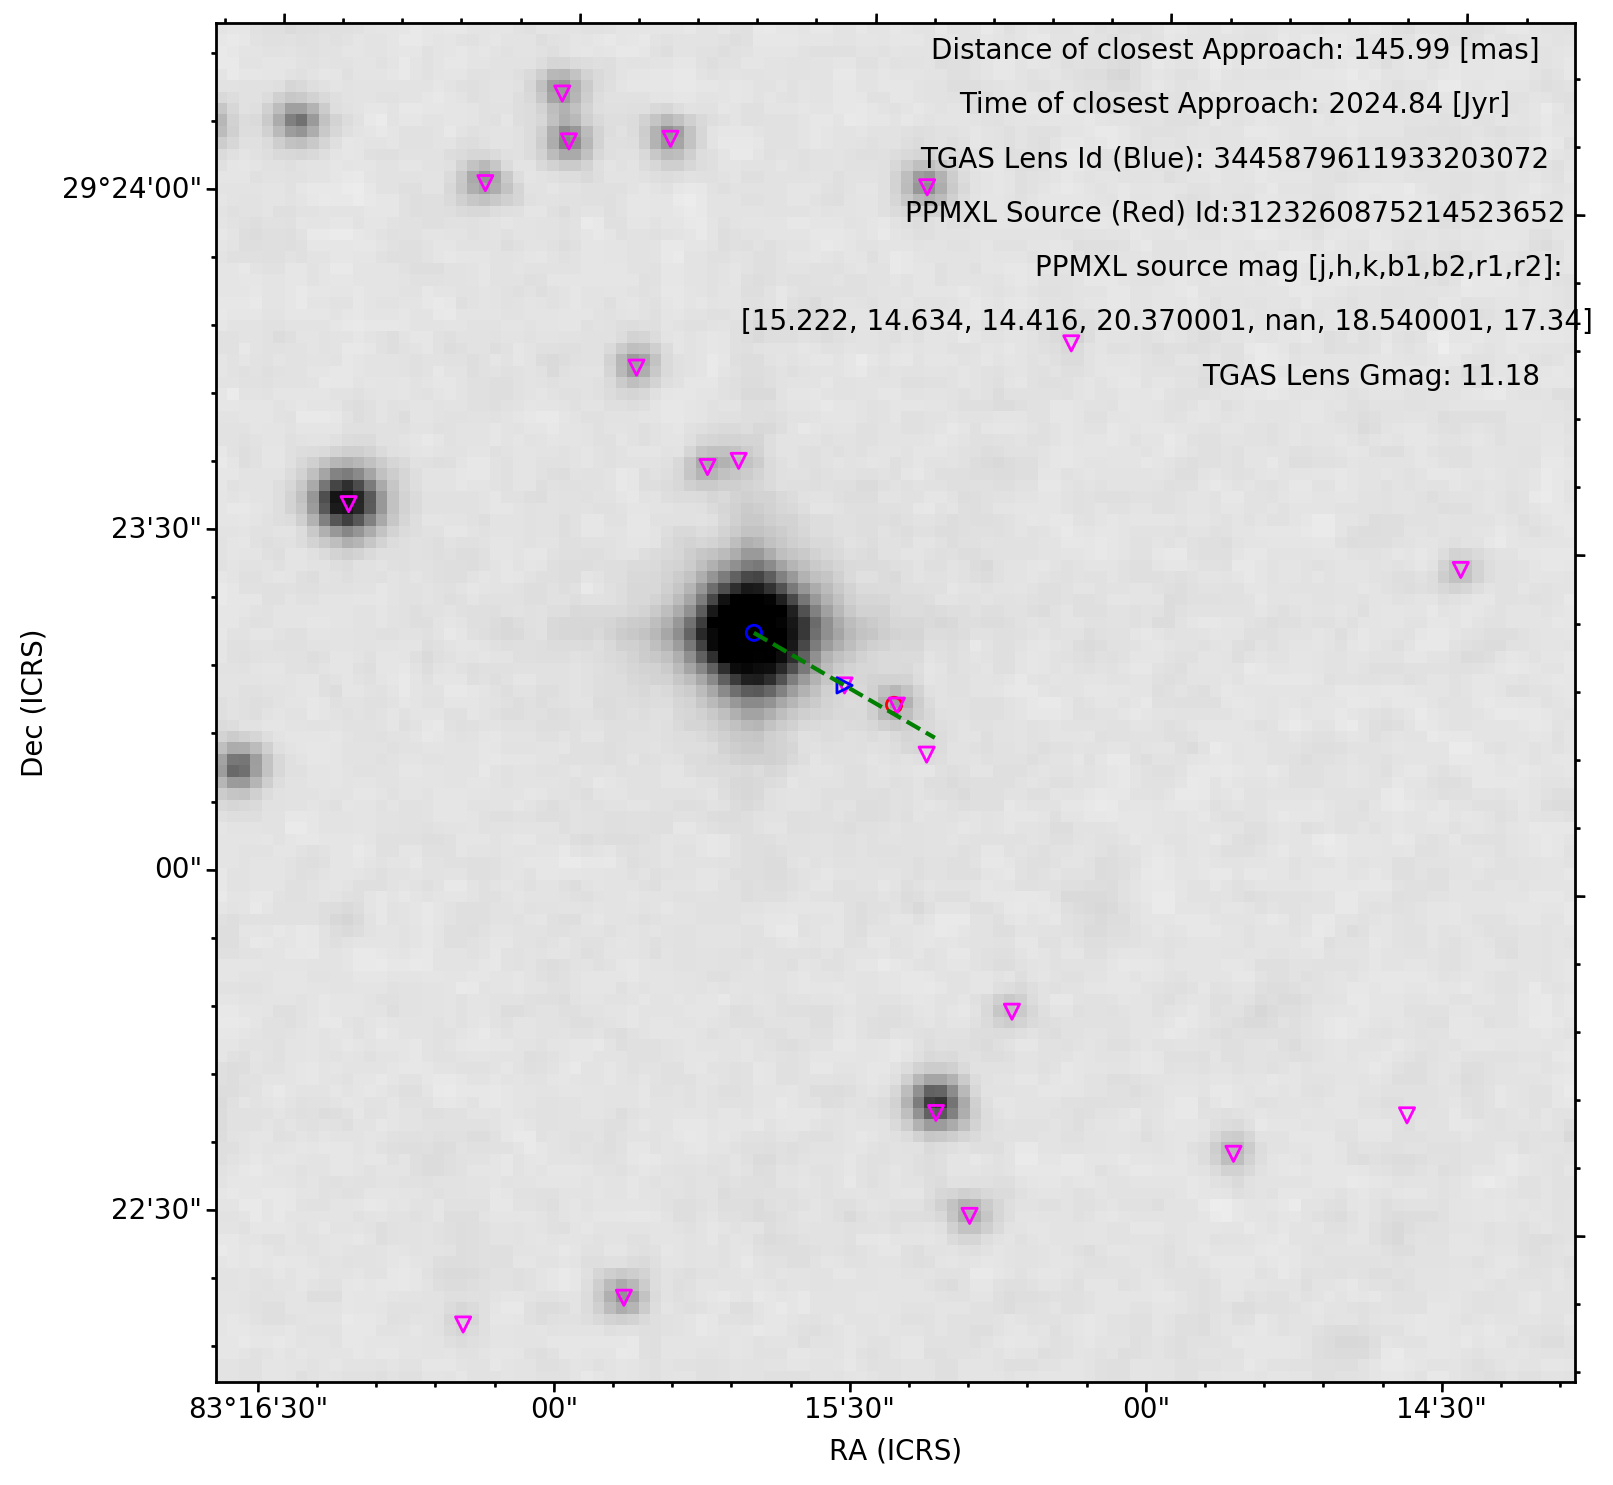 Distance of closest Approach: 145.99 [mas]
Time of closest Approach: 2024.84 [Jyr]
TGAS Lens Id (Blue): 3445879611933203072
29°24'00"
PPMXL Source (Red) Id:3123260875214523652
PPMXL source mag [j,h,k,b1,b2,r1,r2]:
[15.222, 14.634, 14.416, 20.370001, nan, 18.540001, 17.34]
TGAS Lens Gmag: 11.18
23'30"
Dec (ICRS)
00"
22'30"
83°16'30"
00"
15'30"
00"
14'30"
RA (ICRS)